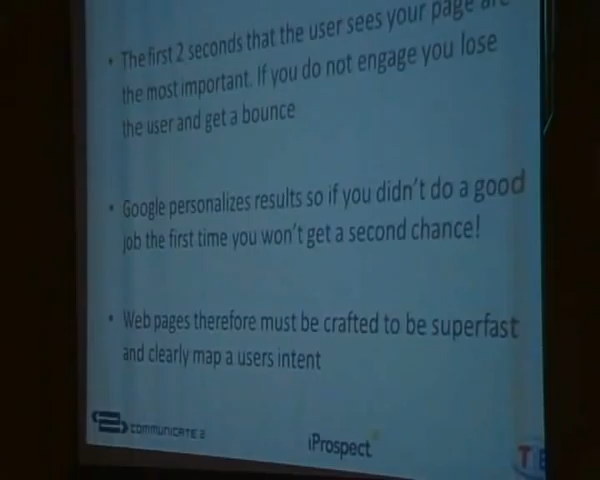 • The first 2 seconds that the user sees your page are
the most important. If you do not engage you lose
the user and get a bounce
• Google personalizes results so if you didn't do a good
job the first time you won't get a second chance!
• Web pages therefore must be crafted to be superfast
and clearly map a users intent
COMMUNICATE 2
iProspect
TE